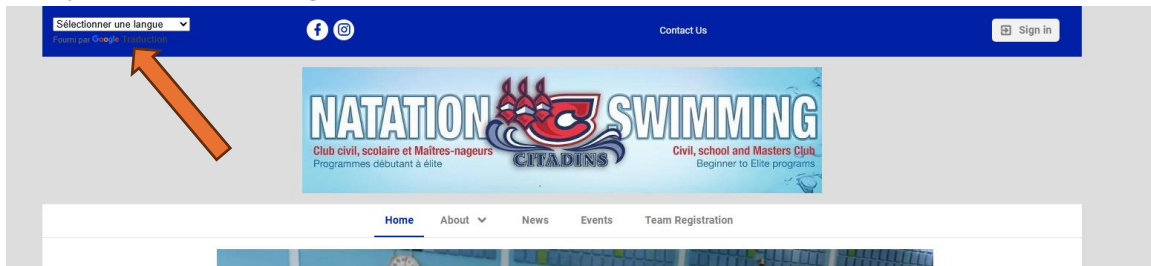 Sélectionner une langue
Fourni par Google Traduction
Contact Us
Sign in
NATATION SWIMMING
Club civil, scolaire et Maîtres-nageurs
Programmes débutant à élite
CITADINS
Civil, school and Masters Club
Beginner to Elite programs
Home About News Events Team Registration